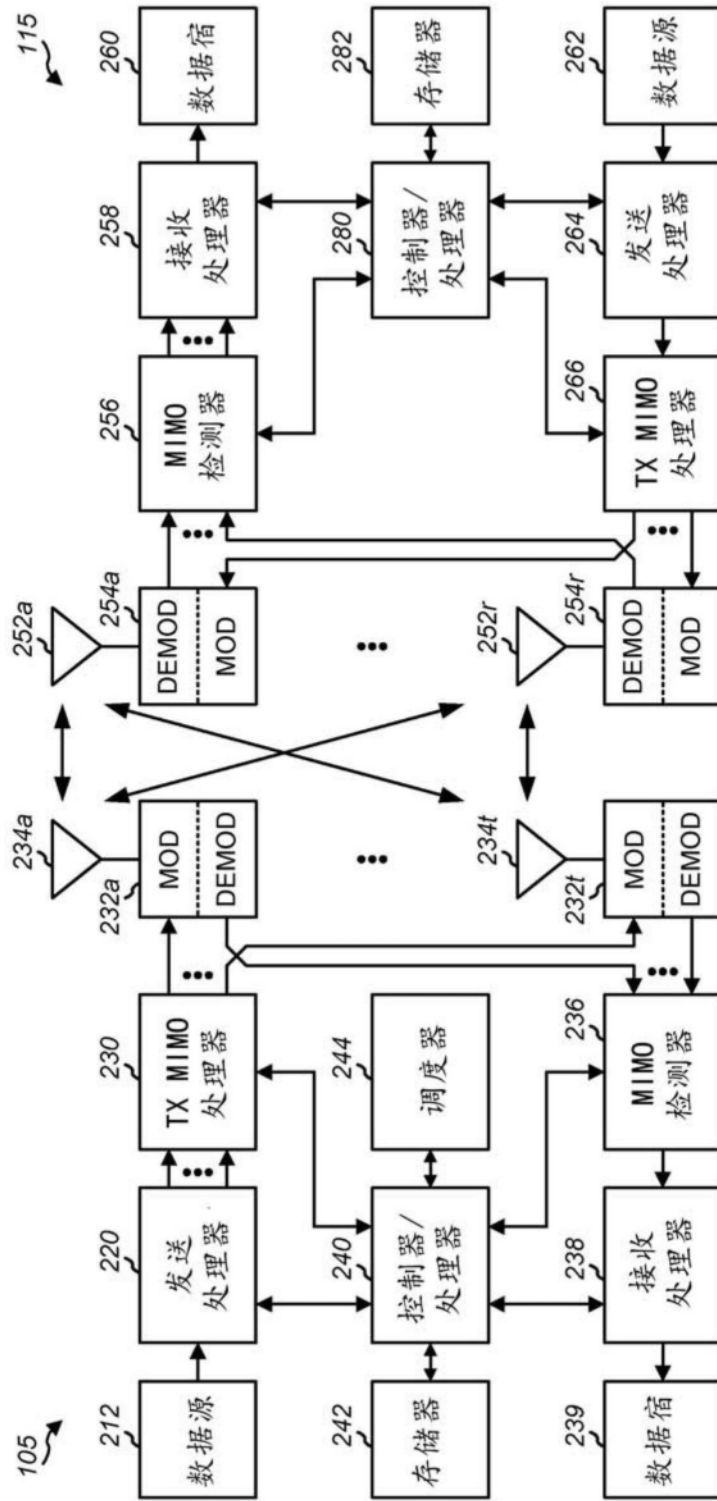 105
115
212
数据源
220
发送
处理器
230
TX MIMO
处理器
232a
MOD
DEMOD
234a
252a
254a
DEMOD
MOD
256
MIMO
检测器
258
接收
处理器
260
数据宿
242
存储器
240
控制器/
处理器
244
调度器
280
控制器/
处理器
282
存储器
239
数据宿
238
接收
处理器
236
MIMO
检测器
232t
MOD
DEMOD
234t
252r
254r
DEMOD
MOD
266
TX MIMO
处理器
264
发送
处理器
262
数据源